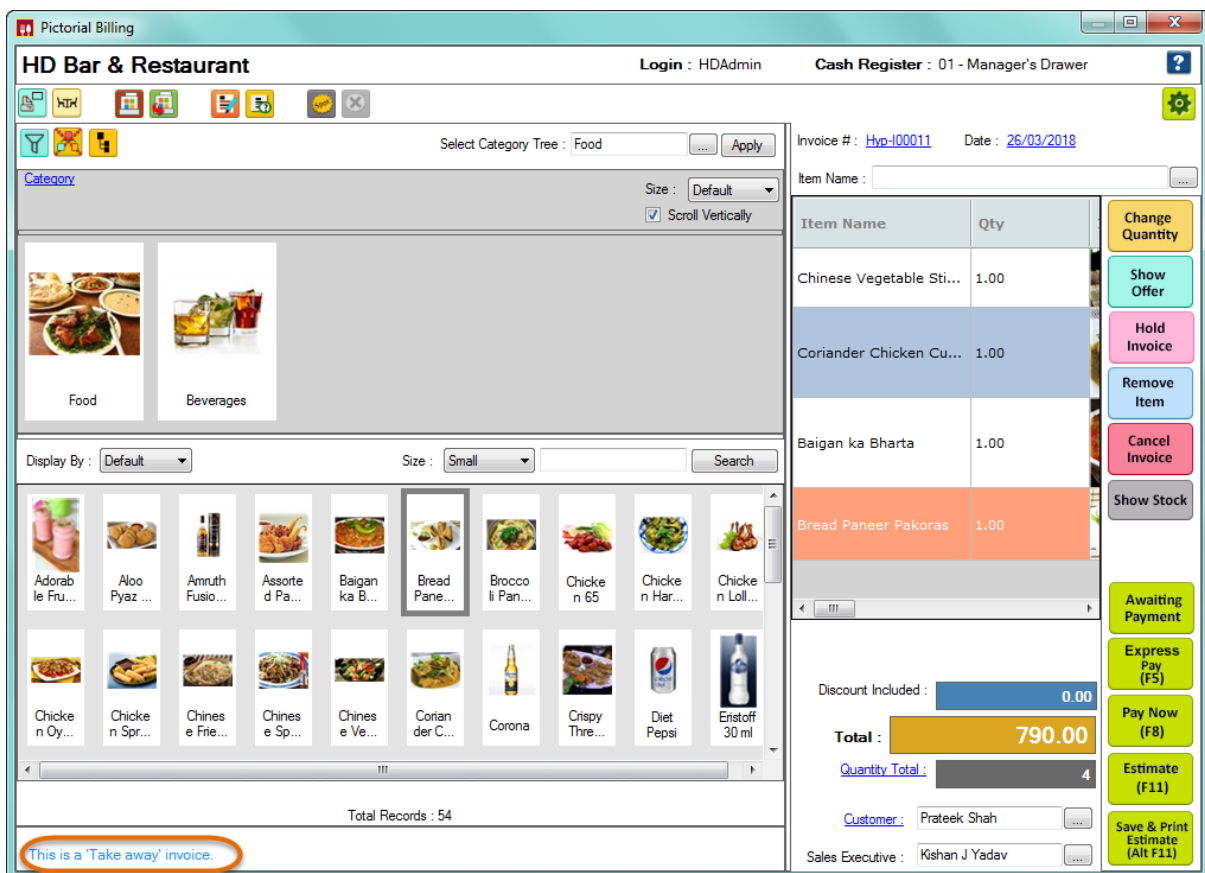 Pictorial Billing
HD Bar & Restaurant
Login : HDAdmin
Cash Register : 01 - Manager's Drawer
?
Select Category Tree : Food
...
Apply
Category
Size : Default
Scroll Vertically
Food
Beverages
Display By : Default
Size : Small
Search
Adorab
le Fru...
Aloo
Pyaz ...
Amruth
Fusio...
Assorte
d Pa...
Baigan
ka B...
Bread
Pane...
Brocco
li Pan...
Chicke
n 65
Chicke
n Har...
Chicke
n Loll...
Chicke
n Oy...
Chicke
n Spr...
Chines
e Frie...
Chines
e Sp...
Chines
e Ve...
Corian
der C...
Corona
Crispy
Thre...
Diet
Pepsi
Eristoff
30 ml
Total Records : 54
This is a 'Take away' invoice.
Invoice # : Hyp-I00011
Date : 26/03/2018
Item Name :
...
Item Name
Qty
Chinese Vegetable Sti...
1.00
Coriander Chicken Cu...
1.00
Baigan ka Bharta
1.00
Bread Paneer Pakoras
1.00
Discount Included :
0.00
Total :
790.00
Quantity Total :
4
Customer : Prateek Shah
...
Sales Executive : Kishan J Yadav
...
Change
Quantity
Show
Offer
Hold
Invoice
Remove
Item
Cancel
Invoice
Show Stock
Awaiting
Payment
Express
Pay
(F5)
Pay Now
(F8)
Estimate
(F11)
Save & Print
Estimate
(Alt F11)